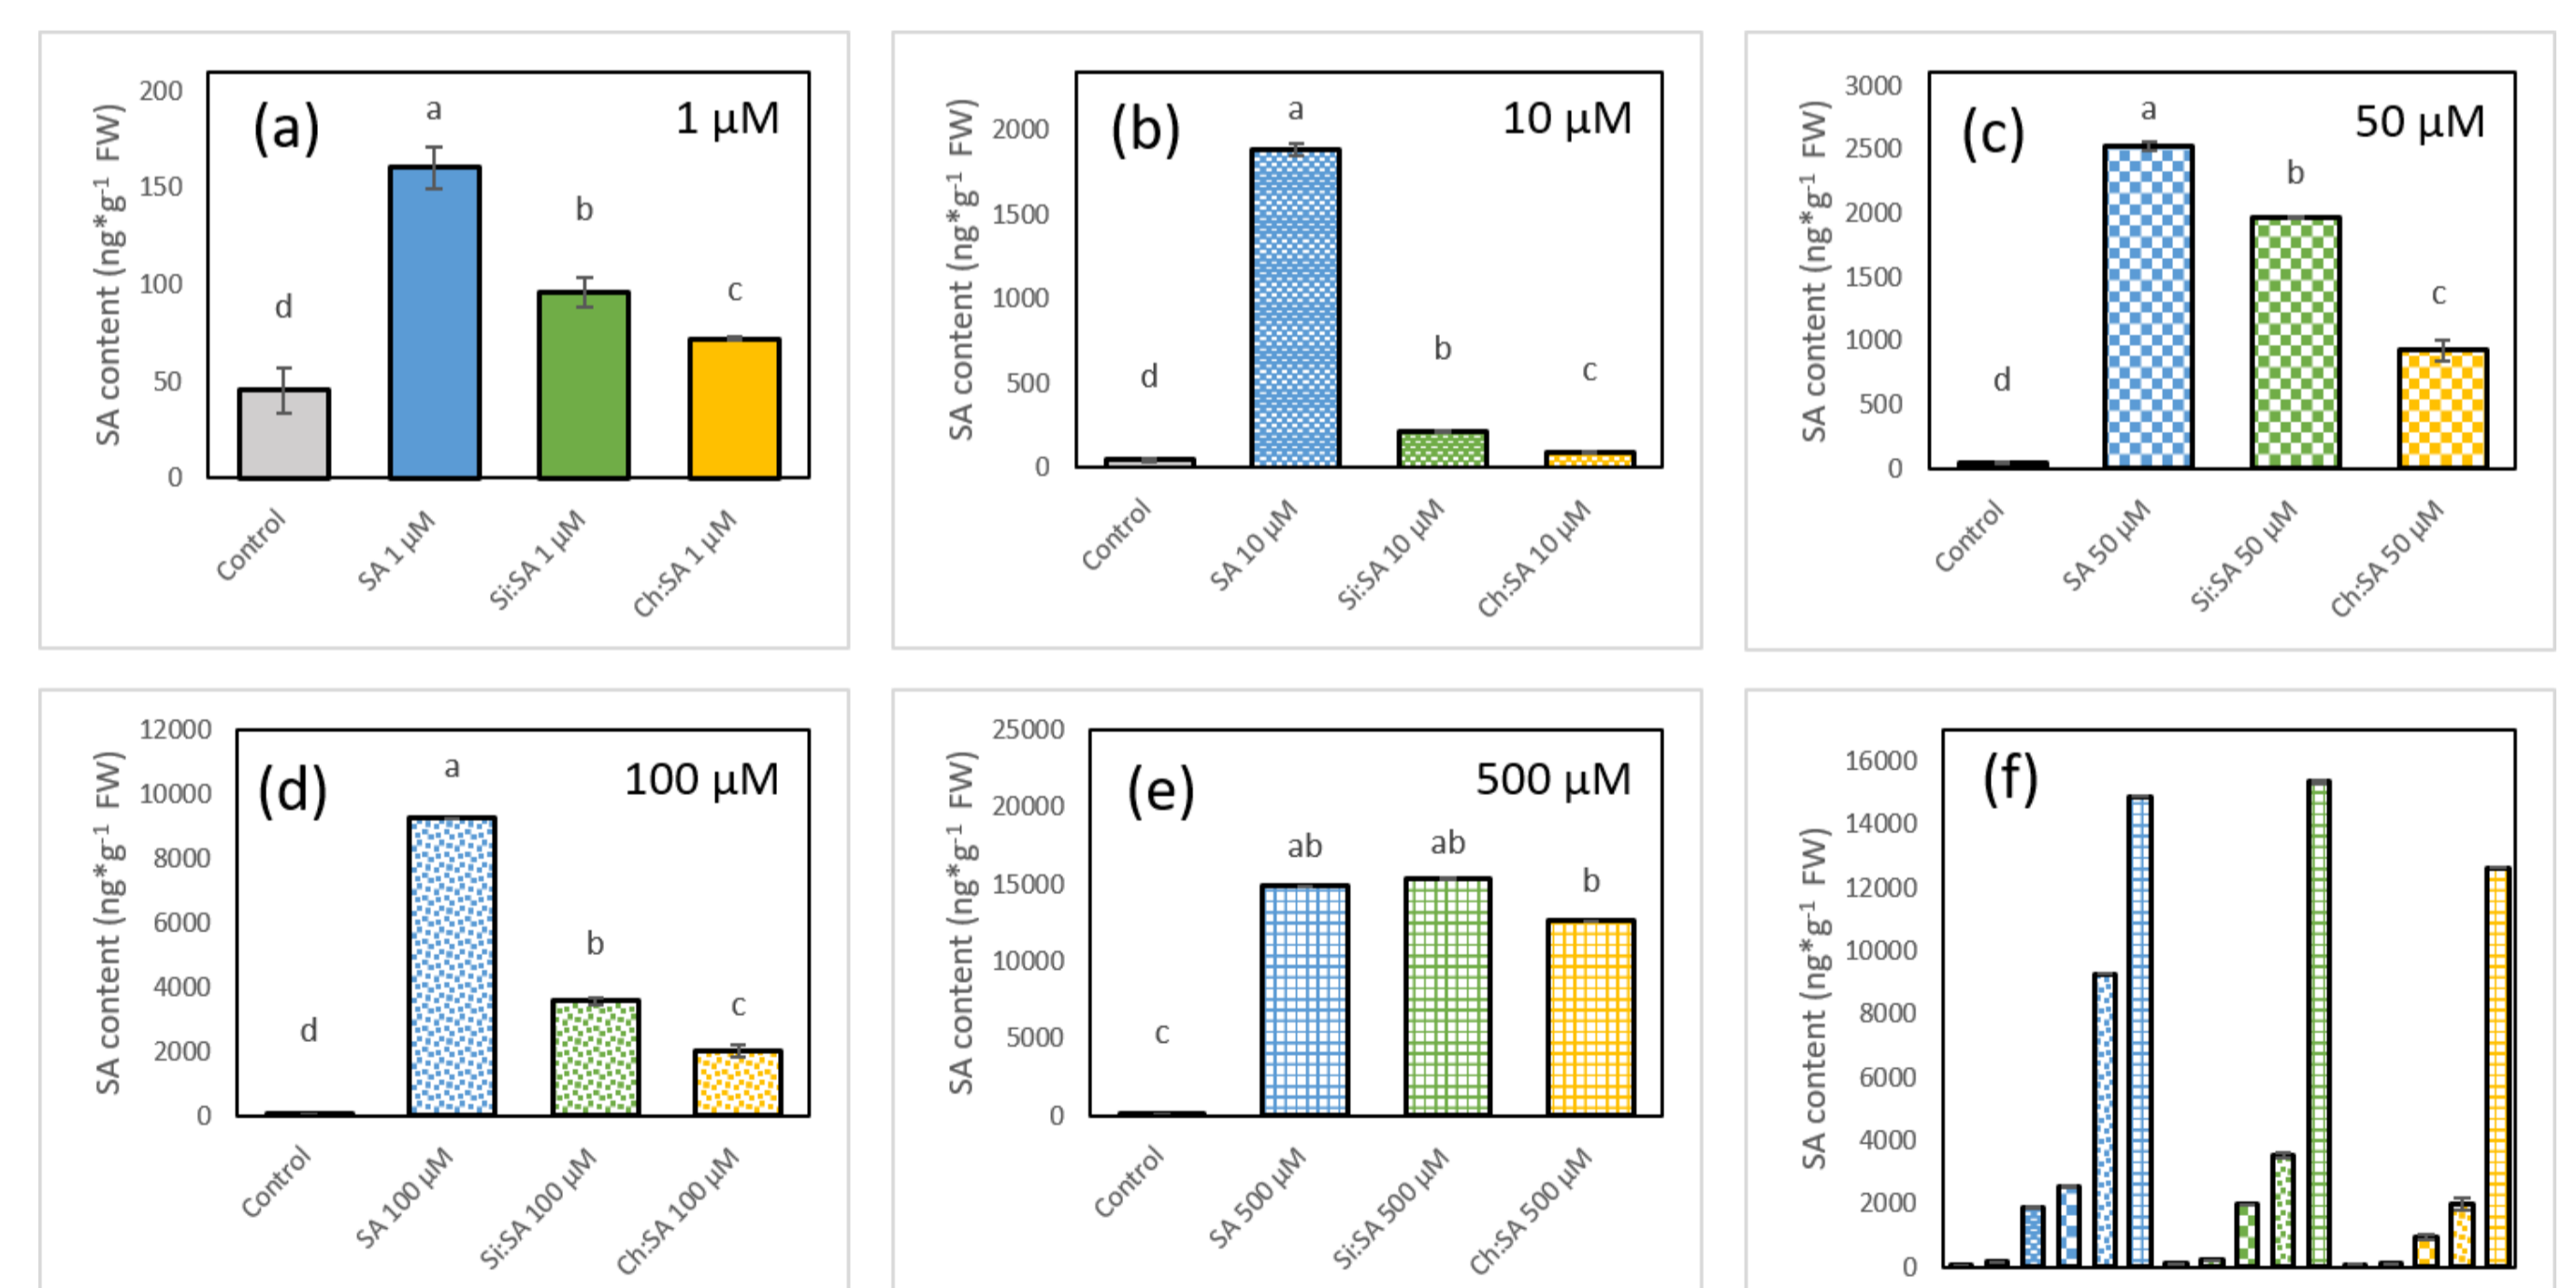 (a)
1 μM
SA content (ng*g⁻¹ FW)
200
150
100
50
0
d
a
b
c
Control
SA 1 μM
Si:SA 1 μM
Ch:SA 1 μM
(b)
10 μM
SA content (ng*g⁻¹ FW)
2000
1500
1000
500
0
d
a
b
c
Control
SA 10 μM
Si:SA 10 μM
Ch:SA 10 μM
(c)
50 μM
SA content (ng*g⁻¹ FW)
3000
2500
2000
1500
1000
500
0
d
a
b
c
Control
SA 50 μM
Si:SA 50 μM
Ch:SA 50 μM
(d)
100 μM
SA content (ng*g⁻¹ FW)
12000
10000
8000
6000
4000
2000
0
d
a
b
c
Control
SA 100 μM
Si:SA 100 μM
Ch:SA 100 μM
(e)
500 μM
SA content (ng*g⁻¹ FW)
25000
20000
15000
10000
5000
0
c
ab
ab
b
Control
SA 500 μM
Si:SA 500 μM
Ch:SA 500 μM
(f)
SA content (ng*g⁻¹ FW)
16000
14000
12000
10000
8000
6000
4000
2000
0